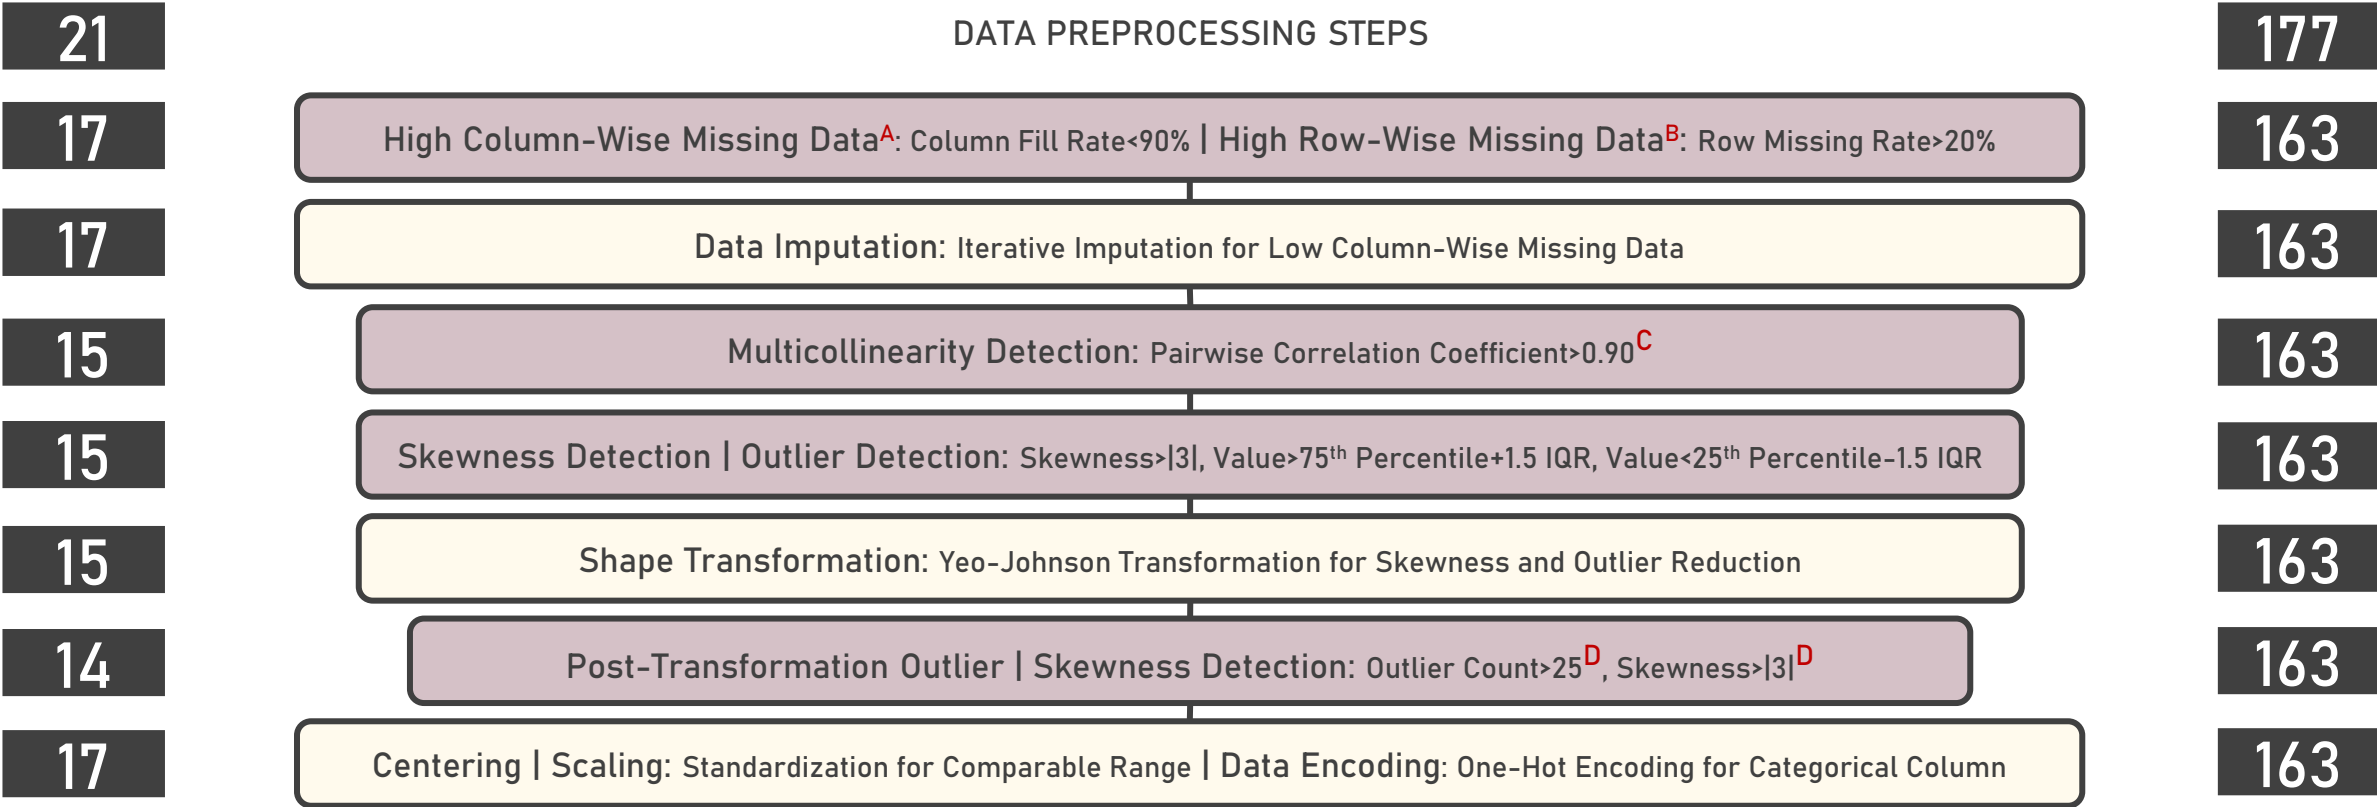 21 DATA PREPROCESSING STEPS 177
17 High Column-Wise Missing Data^A: Column Fill Rate<90% | High Row-Wise Missing Data^B: Row Missing Rate>20% 163
17 Data Imputation: Iterative Imputation for Low Column-Wise Missing Data 163
15 Multicollinearity Detection: Pairwise Correlation Coefficient>0.90^C 163
15 Skewness Detection | Outlier Detection: Skewness>|3|, Value>75th Percentile+1.5 IQR, Value<25th Percentile-1.5 IQR 163
15 Shape Transformation: Yeo-Johnson Transformation for Skewness and Outlier Reduction 163
14 Post-Transformation Outlier | Skewness Detection: Outlier Count>25^D, Skewness>|3|^D 163
17 Centering | Scaling: Standardization for Comparable Range | Data Encoding: One-Hot Encoding for Categorical Column 163